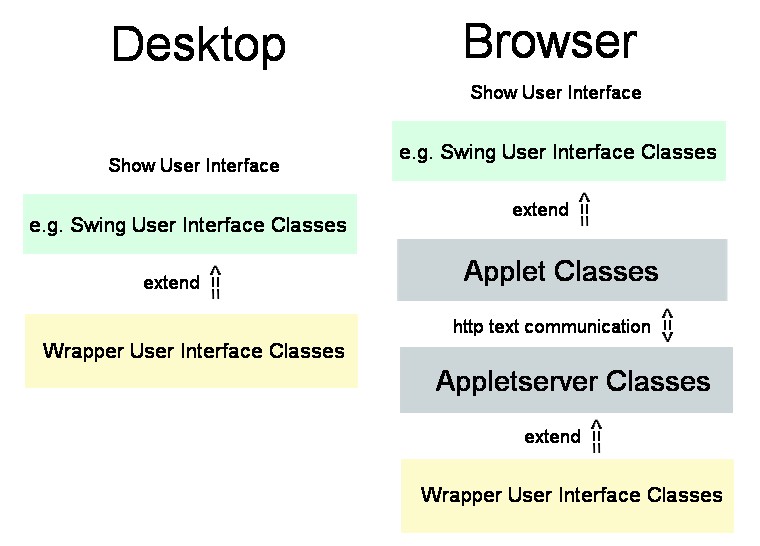 Desktop
Show User Interface
e.g. Swing User Interface Classes
extend <==
Wrapper User Interface Classes
Browser
Show User Interface
e.g. Swing User Interface Classes
extend <==
Applet Classes
http text communication <==>
Appletserver Classes
extend <==
Wrapper User Interface Classes